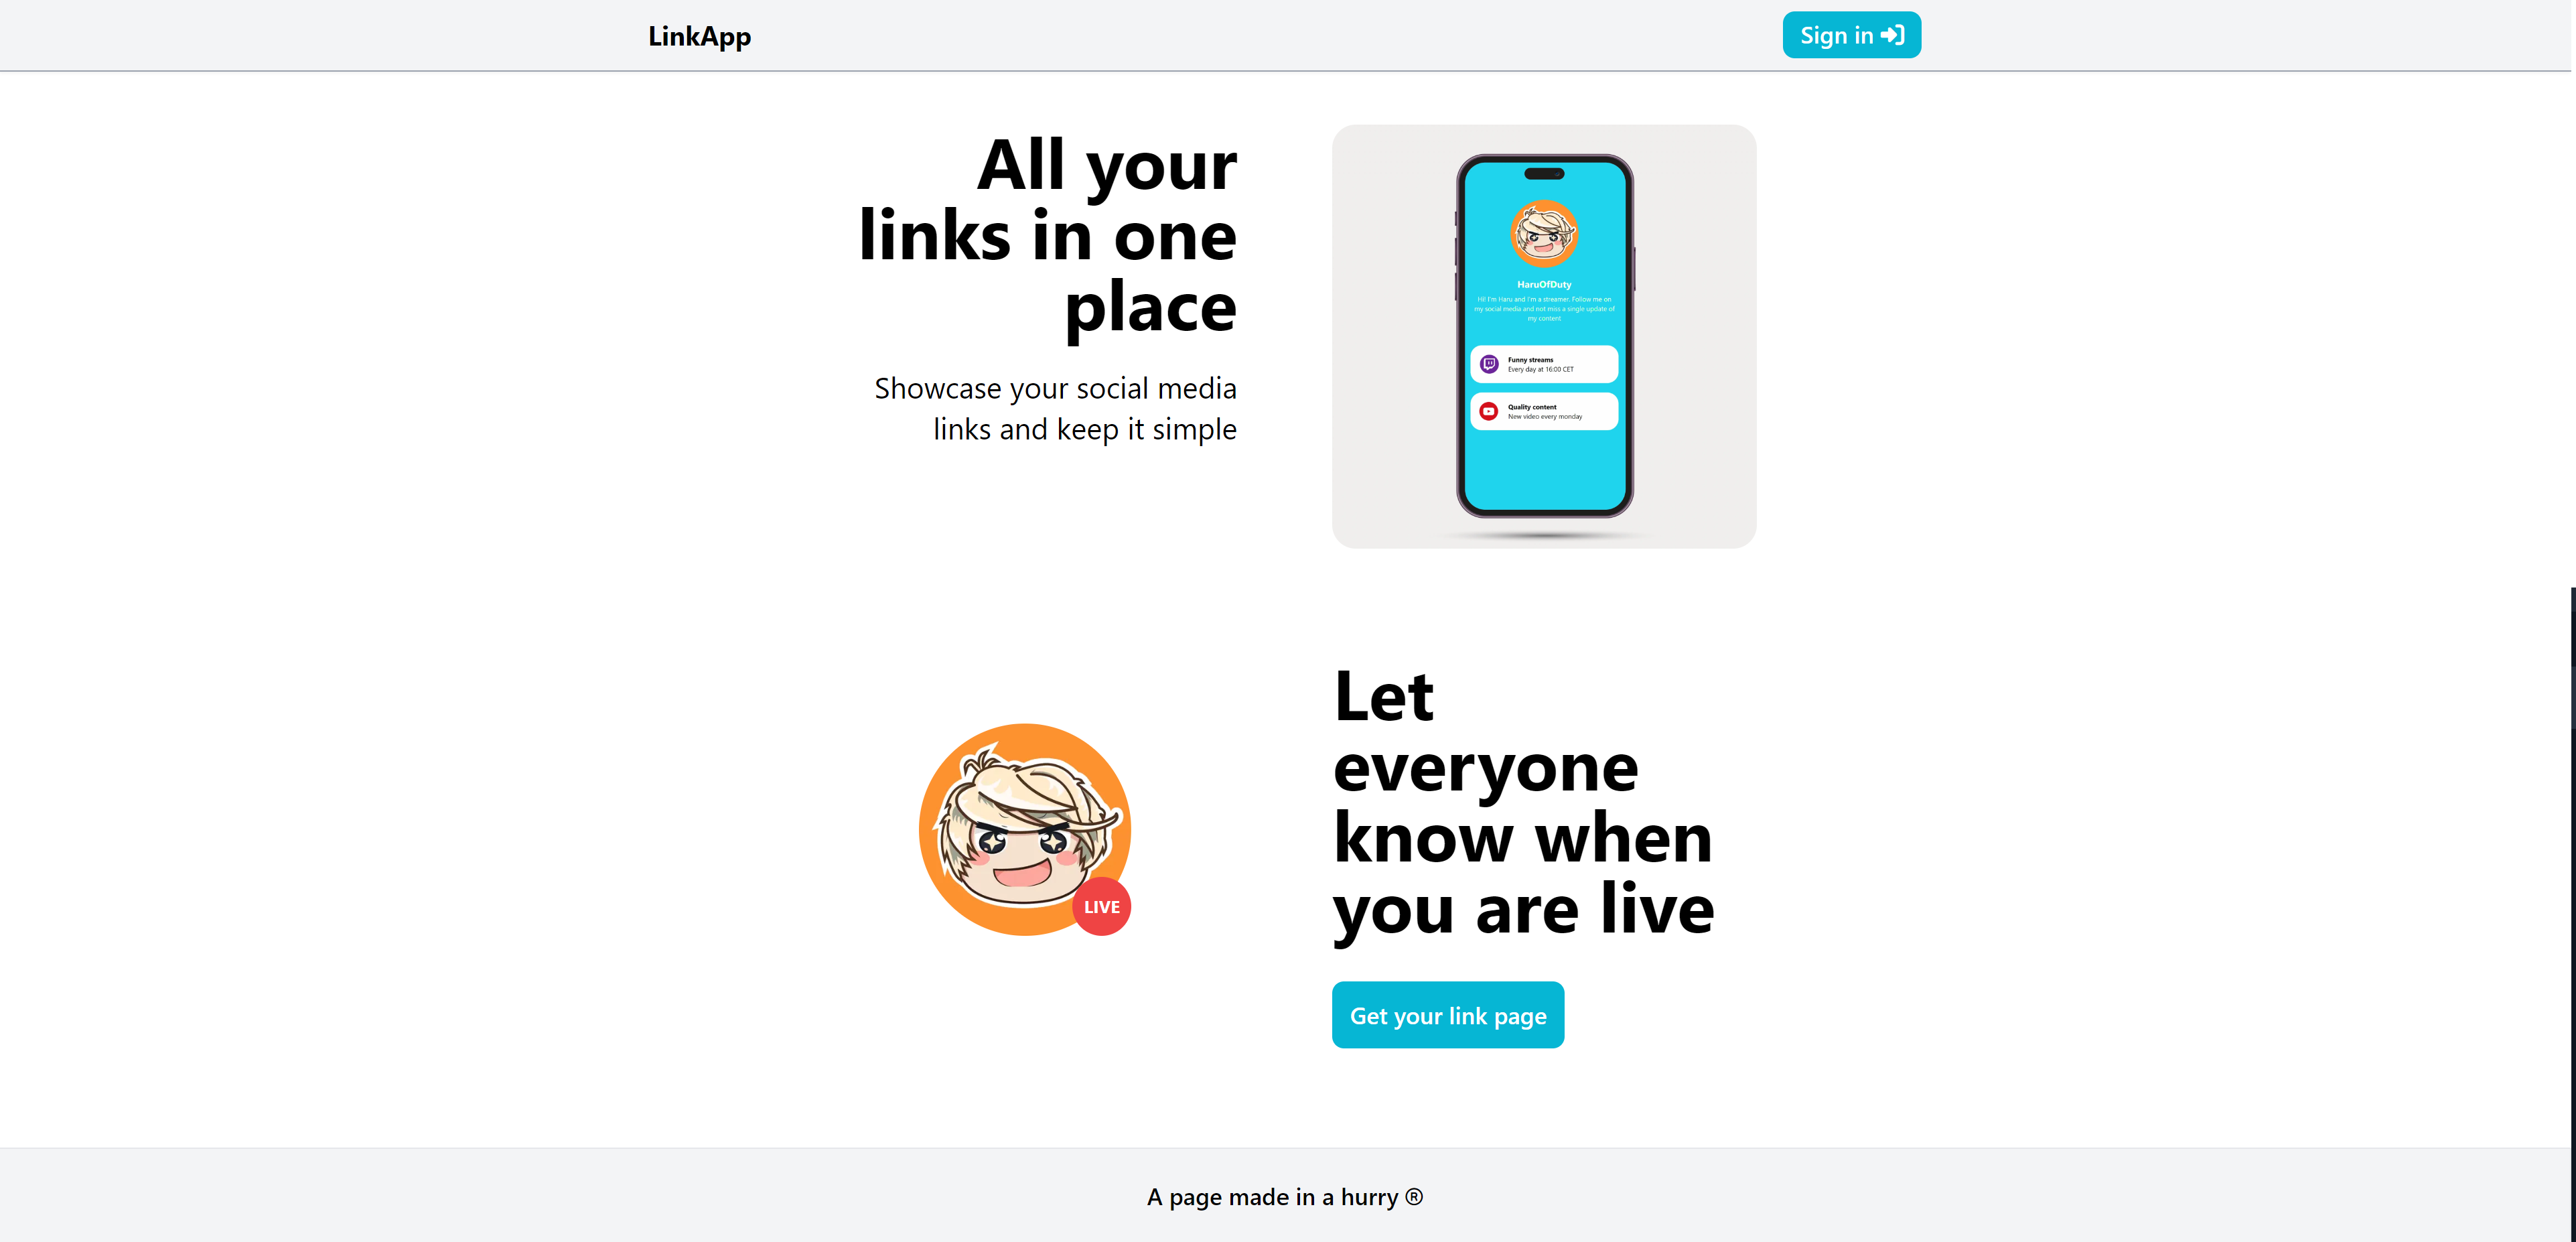 LinkApp
Sign in
All your
links in one
place
Showcase your social media
links and keep it simple
HaruOfDuty
Hi! I'm Haru and I'm a streamer. Follow me on
my social media and not miss a single update of
my content
Funny streams
Every day at 16:00 CET
Quality content
New video every monday
LIVE
Let
everyone
know when
you are live
Get your link page
A page made in a hurry ®